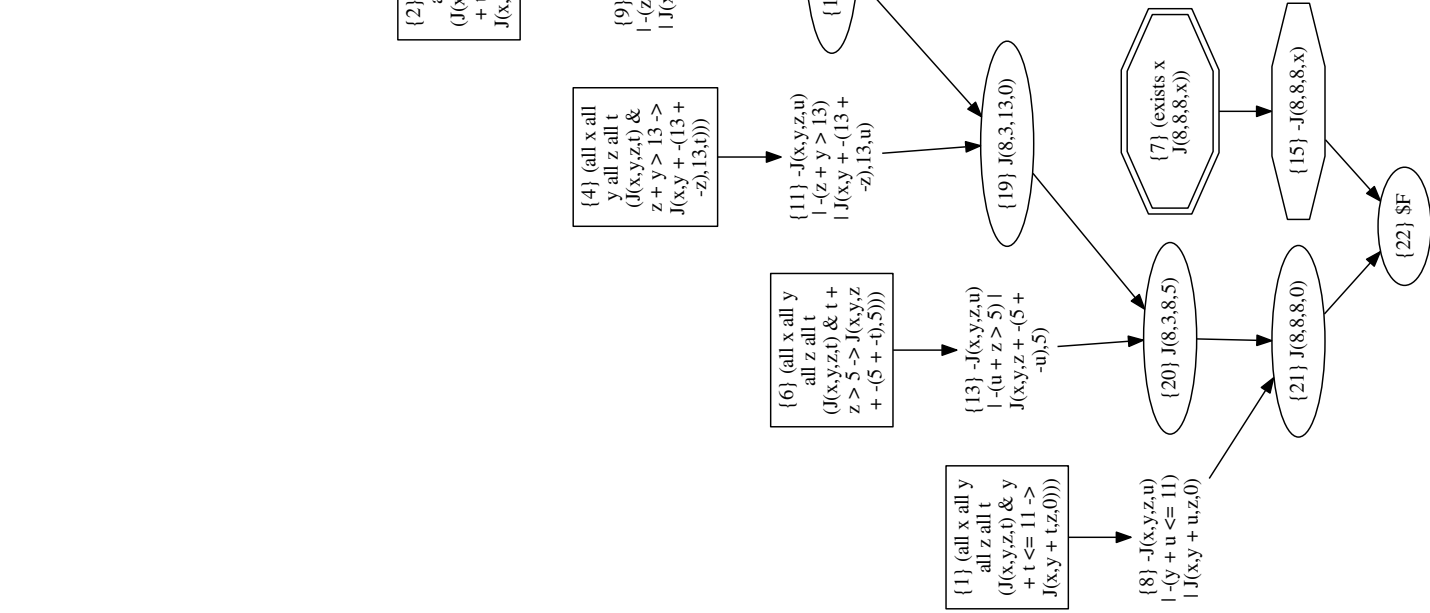 {2}
a
(J(x
+ t
J(x,
{4} (all x all
y all z all t
(J(x,y,z,t) &
z + y > 13 ->
J(x,y + -(13 +
-z),13,t)))
{9}
| -(z
| J(x
{6} (all x all y
all z all t
(J(x,y,z,t) & t +
z > 5 -> J(x,y,z
+ -(5 + -t),5)))
{11} -J(x,y,z,u)
| -(z + y > 13)
| J(x,y + -(13 +
-z),13,u)
{1
{1} (all x all y
all z all t
(J(x,y,z,t) & y
+ t <= 11 ->
J(x,y + t,z,0)))
{13} -J(x,y,z,u)
| -(u + z > 5) |
J(x,y,z + -(5 +
-u),5)
{19} J(8,3,13,0)
{8} -J(x,y,z,u)
| -(y + u <= 11)
| J(x,y + u,z,0)
{20} J(8,3,8,5)
{7} (exists x
J(8,8,8,x))
{21} J(8,8,8,0)
{15} -J(8,8,8,x)
{22} $F